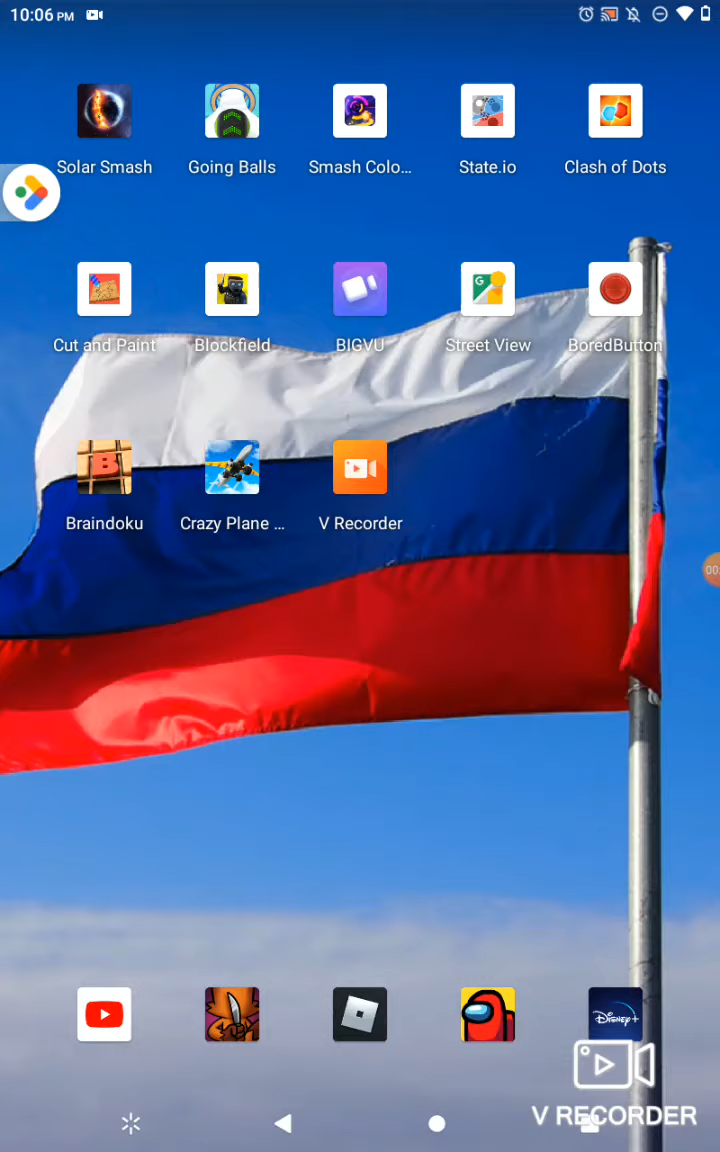 10:06 PM
Solar Smash
Going Balls
Smash Colo...
State.io
Clash of Dots
Cut and Paint
Blockfield
BIGVU
G
Street View
BoredButton
B
Braindoku
Crazy Plane ...
V Recorder
00:
Disney+
V RECORDER